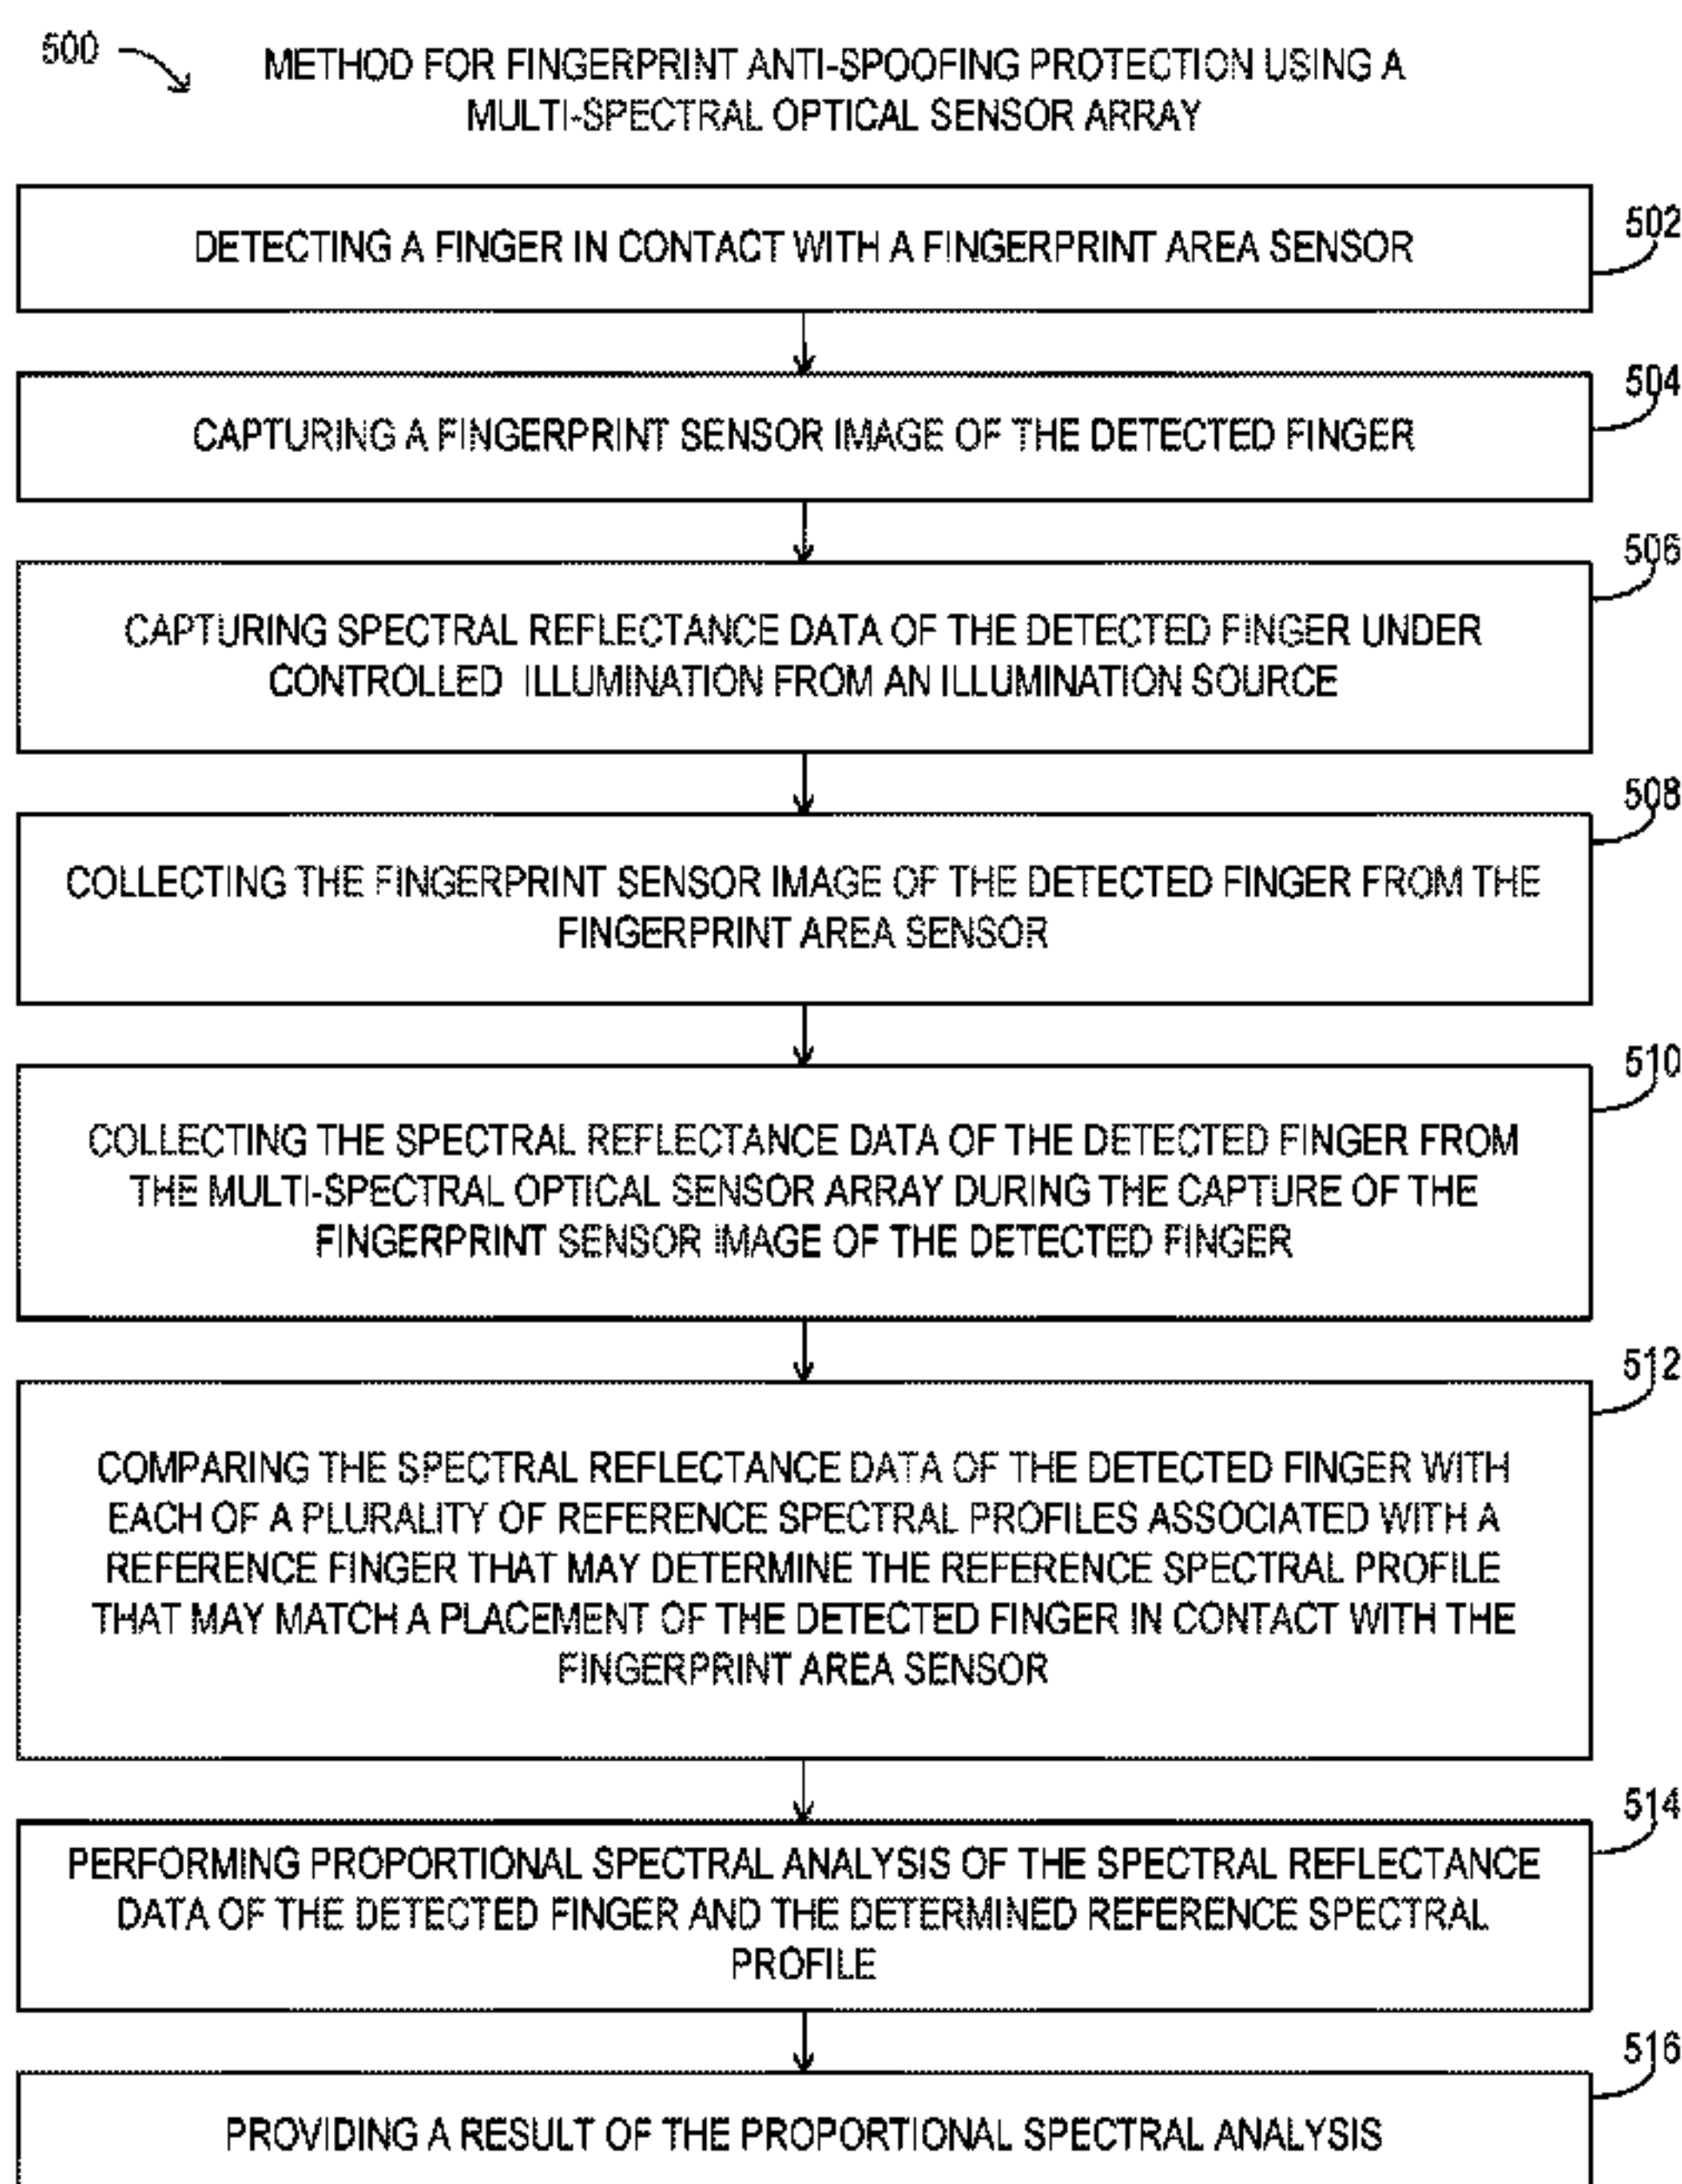 500
METHOD FOR FINGERPRINT ANTI-SPOOFING PROTECTION USING A
MULTI-SPECTRAL OPTICAL SENSOR ARRAY
502
DETECTING A FINGER IN CONTACT WITH A FINGERPRINT AREA SENSOR
504
CAPTURING A FINGERPRINT SENSOR IMAGE OF THE DETECTED FINGER
506
CAPTURING SPECTRAL REFLECTANCE DATA OF THE DETECTED FINGER UNDER
CONTROLLED ILLUMINATION FROM AN ILLUMINATION SOURCE
508
COLLECTING THE FINGERPRINT SENSOR IMAGE OF THE DETECTED FINGER FROM THE
FINGERPRINT AREA SENSOR
510
COLLECTING THE SPECTRAL REFLECTANCE DATA OF THE DETECTED FINGER FROM
THE MULTI-SPECTRAL OPTICAL SENSOR ARRAY DURING THE CAPTURE OF THE
FINGERPRINT SENSOR IMAGE OF THE DETECTED FINGER
512
COMPARING THE SPECTRAL REFLECTANCE DATA OF THE DETECTED FINGER WITH
EACH OF A PLURALITY OF REFERENCE SPECTRAL PROFILES ASSOCIATED WITH A
REFERENCE FINGER THAT MAY DETERMINE THE REFERENCE SPECTRAL PROFILE
THAT MAY MATCH A PLACEMENT OF THE DETECTED FINGER IN CONTACT WITH THE
FINGERPRINT AREA SENSOR
514
PERFORMING PROPORTIONAL SPECTRAL ANALYSIS OF THE SPECTRAL REFLECTANCE
DATA OF THE DETECTED FINGER AND THE DETERMINED REFERENCE SPECTRAL
PROFILE
516
PROVIDING A RESULT OF THE PROPORTIONAL SPECTRAL ANALYSIS